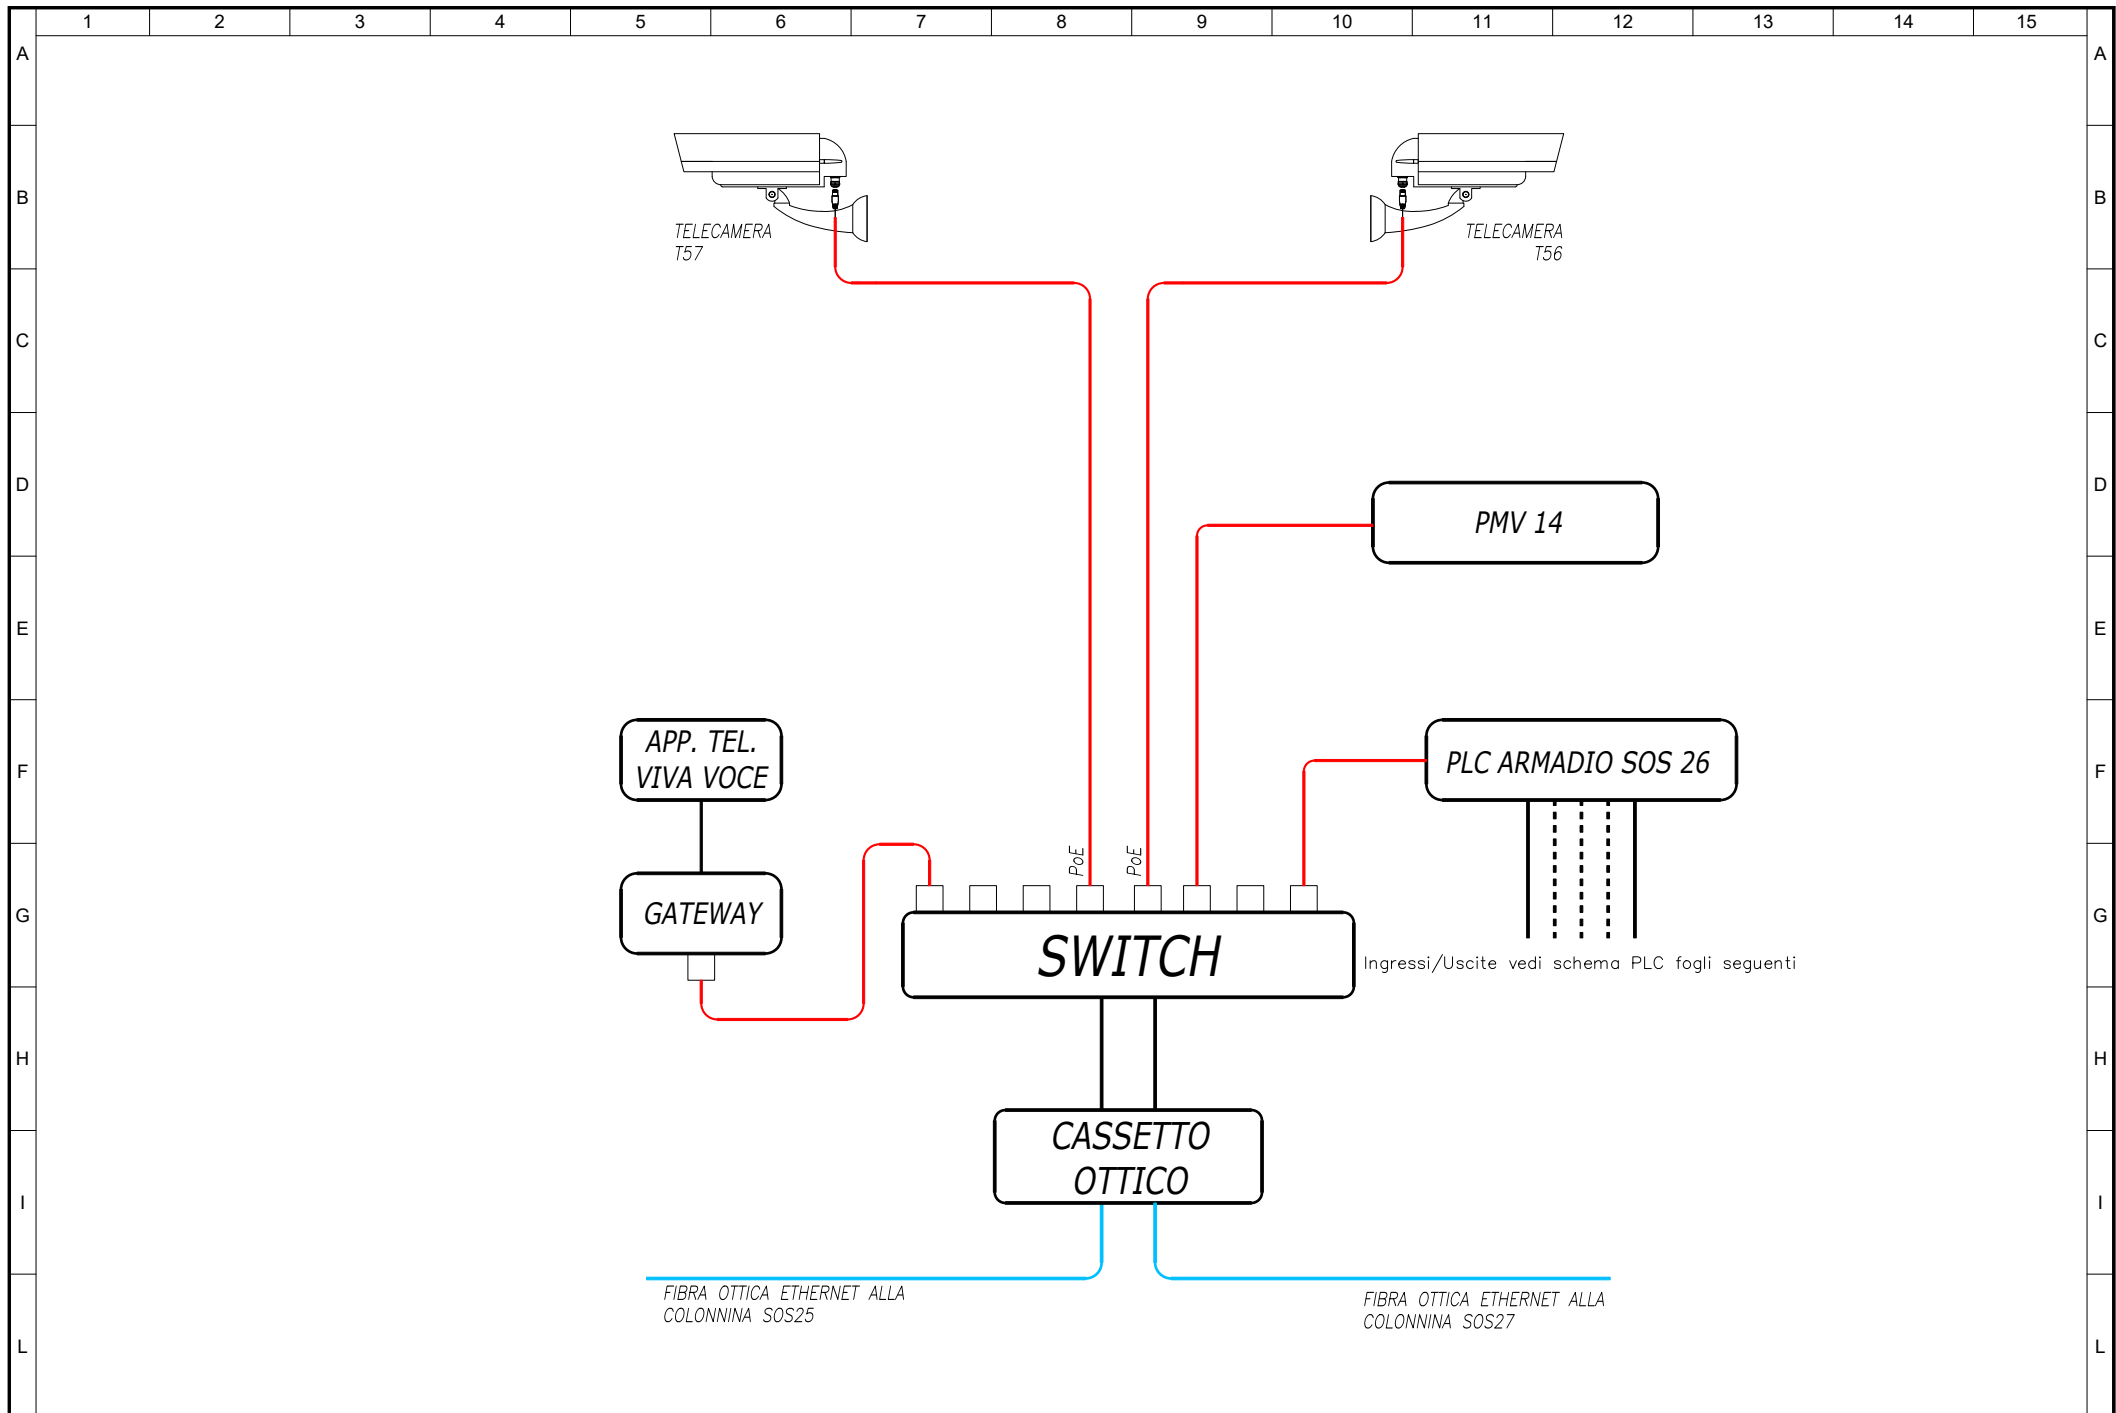 1 2 3 4 5 6 7 8 9 10 11 12 13 14 15
A A
B B
TELECAMERA
T57
TELECAMERA
T56
C C
D D
PMV 14
E E
APP. TEL.
VIVA VOCE
PLC ARMADIO SOS 26
F F
PoE
PoE
GATEWAY
G G
SWITCH
Ingressi/Uscite vedi schema PLC fogli seguenti
H H
CASSETTO
OTTICO
I I
FIBRA OTTICA ETHERNET ALLA
COLONNINA SOS25
FIBRA OTTICA ETHERNET ALLA
COLONNINA SOS27
L L